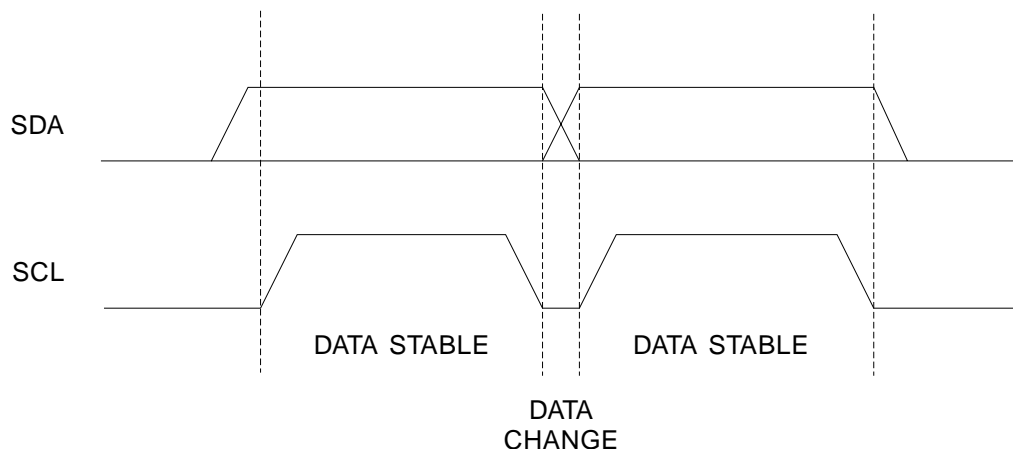 SDA
SCL
DATA STABLE
DATA STABLE
DATA
CHANGE